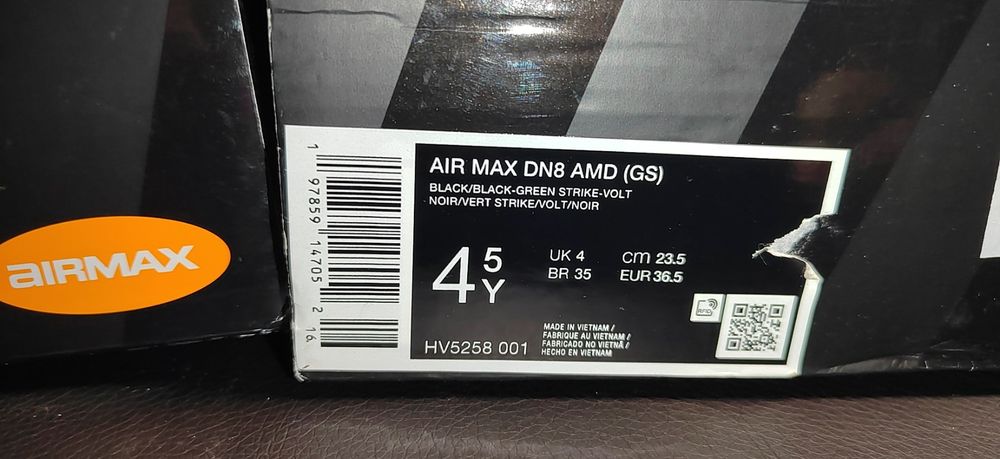 AIRMAX
1 97859 14705 2 16
AIR MAX DN8 AMD (GS)
BLACK/BLACK-GREEN STRIKE-VOLT
NOIR/VERT STRIKE/VOLT/NOIR
4 5 Y
UK 4 cm 23.5
BR 35 EUR 36.5
RFID
MADE IN VIETNAM /
FABRIQUE AU VIETNAM /
FABRICADO NO VIETNÃ /
HECHO EN VIETNAM
HV5258 001